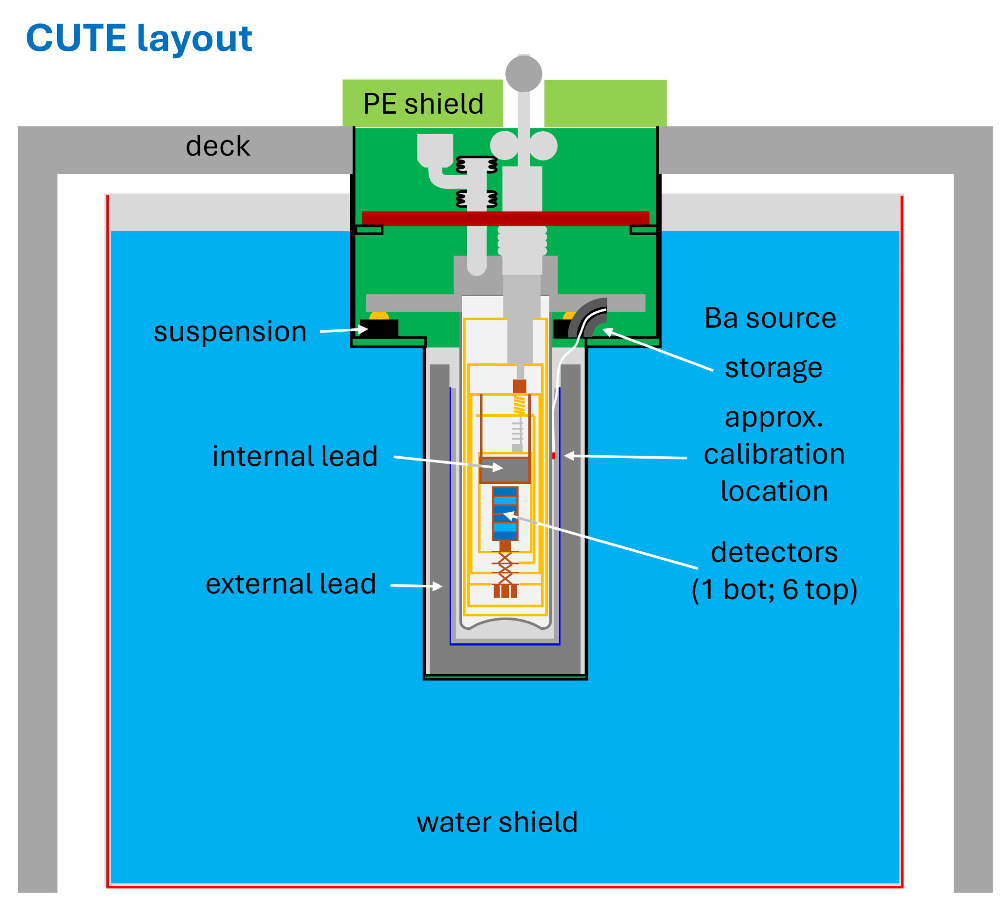 CUTE layout
PE shield
deck
suspension
Ba source
storage
approx.
calibration
location
internal lead
detectors
(1 bot; 6 top)
external lead
water shield